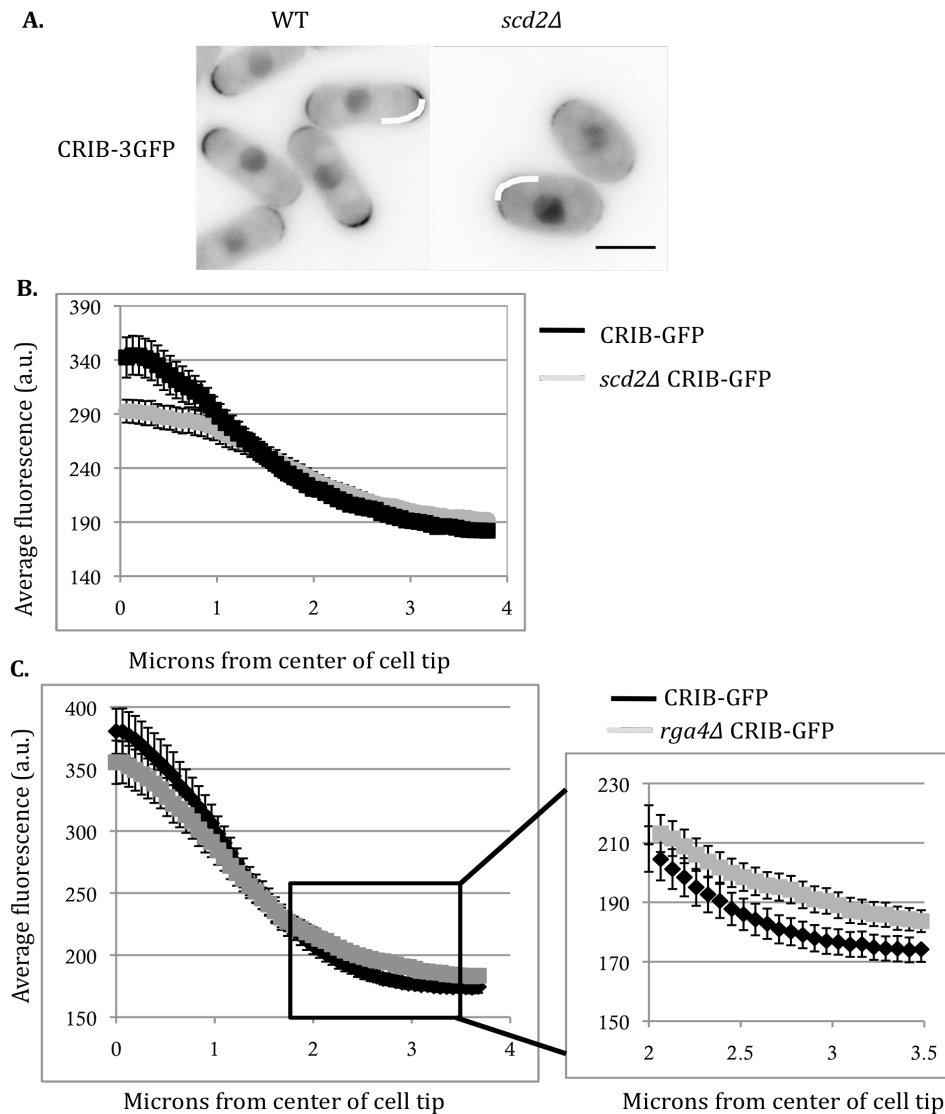 A.
WT
scd2Δ
CRIB-3GFP
B.
390
340
290
240
190
140
0 1 2 3 4
Average fluorescence (a.u.)
Microns from center of cell tip
CRIB-GFP
scd2Δ CRIB-GFP
C.
400
350
300
250
200
150
0 1 2 3 4
Average fluorescence (a.u.)
Microns from center of cell tip
CRIB-GFP
rga4Δ CRIB-GFP
230
210
190
170
150
2 2.5 3 3.5
Microns from center of cell tip